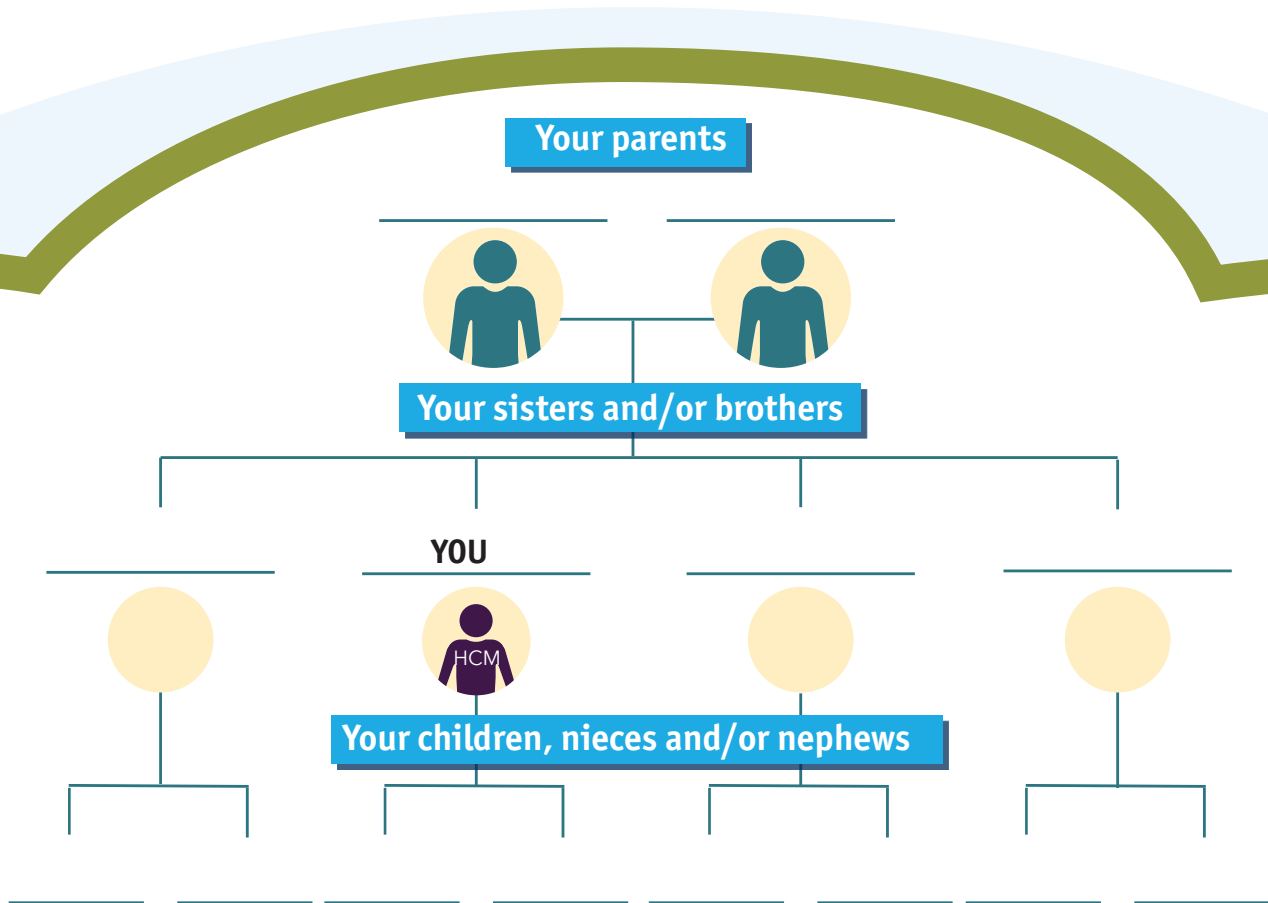 Your parents
Your sisters and/or brothers
YOU
HCM
Your children, nieces and/or nephews